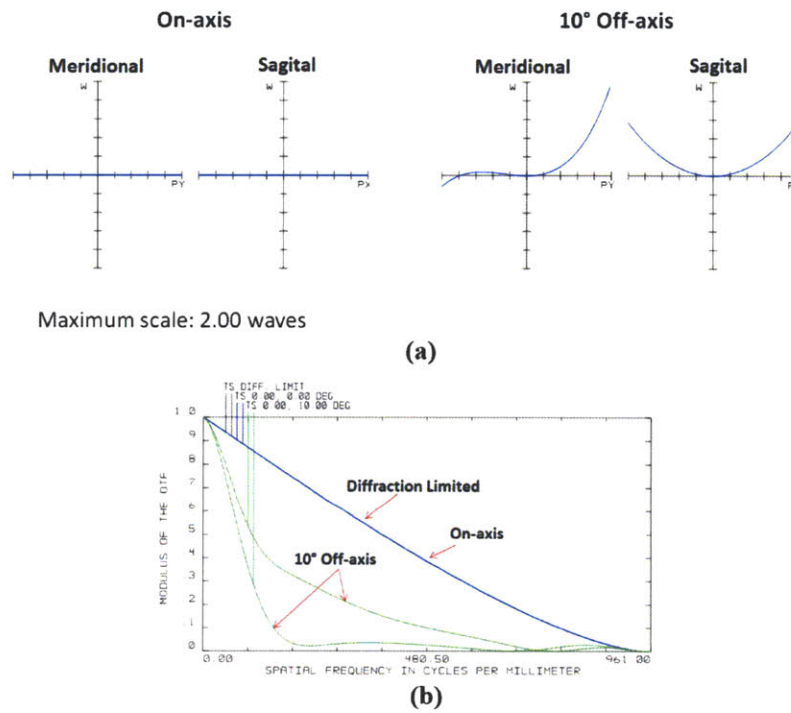 On-axis
10° Off-axis
Meridional
Sagital
Meridional
Sagital
W
W
W
W
PY
PX
PY
P
Maximum scale: 2.00 waves
(a)
TS DIFF. LIMIT
TS 0.00, 0.00 DEG
TS 0.00, 10.00 DEG
1.0
.9
.8
.7
.6
.5
.4
.3
.2
.1
.0
MODULUS OF THE OTF
Diffraction Limited
On-axis
10° Off-axis
0.00
480.50
961.00
SPATIAL FREQUENCY IN CYCLES PER MILLIMETER
(b)